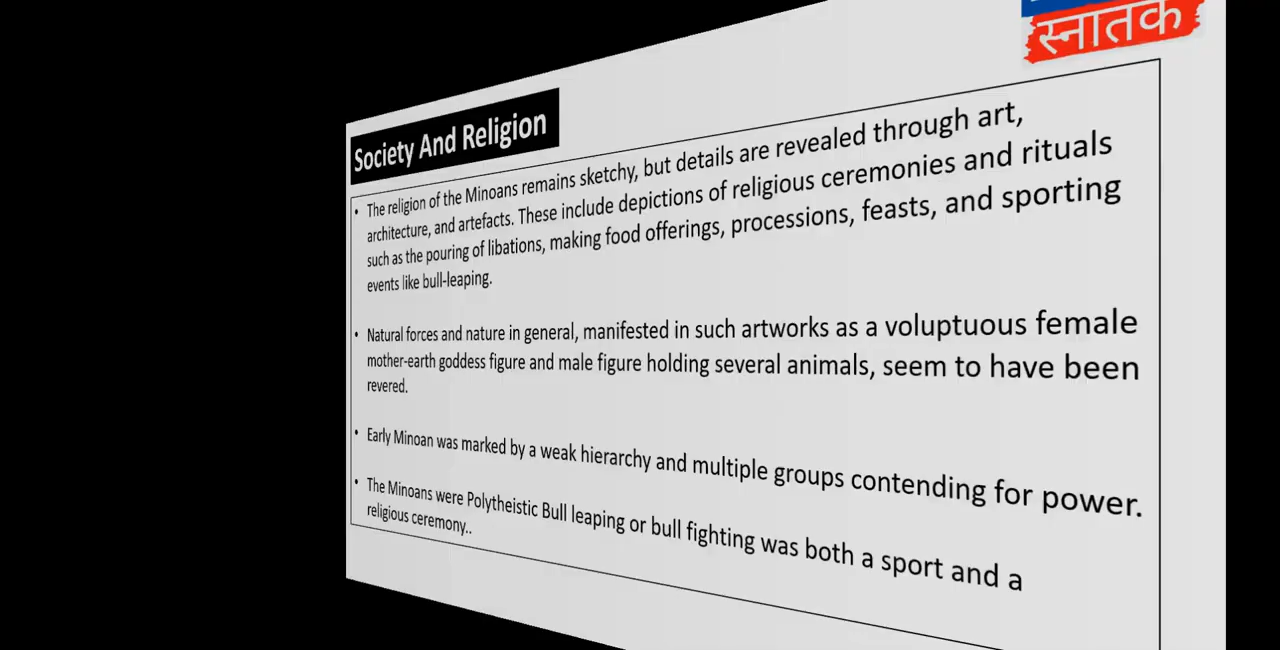 स्नातक
Society And Religion
• The religion of the Minoans remains sketchy, but details are revealed through art,
architecture, and artefacts. These include depictions of religious ceremonies and rituals
such as the pouring of libations, making food offerings, processions, feasts, and sporting
events like bull-leaping.
• Natural forces and nature in general, manifested in such artworks as a voluptuous female
mother-earth goddess figure and male figure holding several animals, seem to have been
revered.
• Early Minoan was marked by a weak hierarchy and multiple groups contending for power.
• The Minoans were Polytheistic Bull leaping or bull fighting was both a sport and a
religious ceremony..